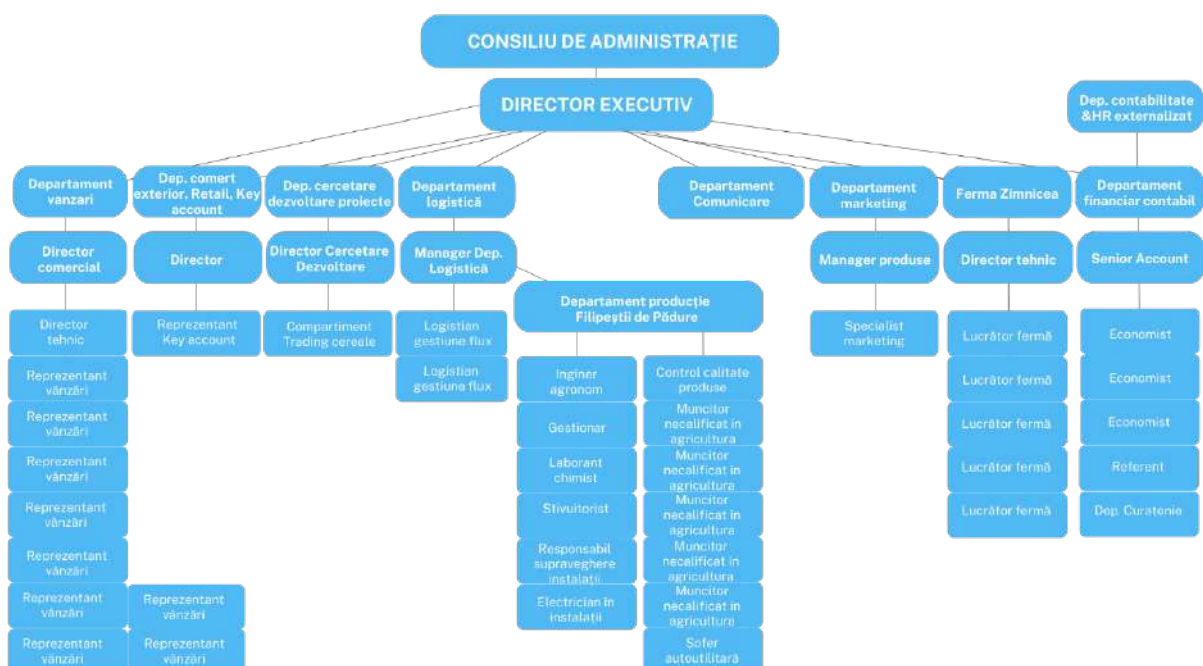 CONSILIU DE ADMINISTRAȚIE
DIRECTOR EXECUTIV
Dep. contabilitate
&HR externalizat
Departament
vanzari
Dep. comert
exterior, Retail, Key
account
Dep. cercetare
dezvoltare proiecte
Departament
logistică
Departament
Comunicare
Departament
marketing
Ferma Zimnicea
Departament
financiar contabil
Director
comercial
Director
Director Cercetare
Dezvoltare
Manager Dep.
Logistică
Manager produse
Director tehnic
Senior Account
Departament producție
Filipeștii de Pădure
Director
tehnic
Reprezentant
vânzări
Reprezentant
vânzări
Reprezentant
vânzări
Reprezentant
vânzări
Reprezentant
vânzări
Reprezentant
vânzări
Reprezentant
vânzări
Reprezentant
Key account
Reprezentant
vânzări
Reprezentant
vânzări
Compartiment
Trading cereale
Logistian
gestiune flux
Logistian
gestiune flux
Inginer
agronom
Gestionar
Laborant
chimist
Stivuitorist
Responsabil
supraveghere
instalații
Electrician în
instalații
Control calitate
produse
Muncitor
necalificat in
agricultura
Muncitor
necalificat in
agricultura
Muncitor
necalificat in
agricultura
Muncitor
necalificat in
agricultura
Muncitor
necalificat in
agricultura
Șofer
autoutilitară
Specialist
marketing
Lucrător fermă
Lucrător fermă
Lucrător fermă
Lucrător fermă
Lucrător fermă
Economist
Economist
Economist
Referent
Dep. Curatenie